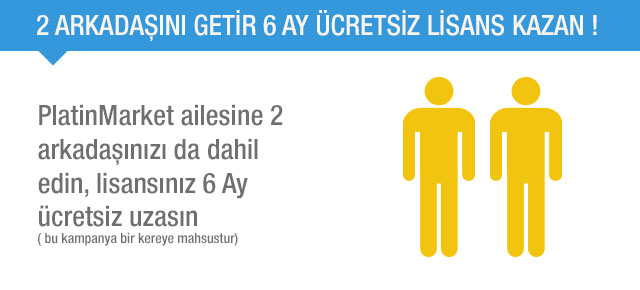 2 ARKADAŞINI GETİR 6 AY ÜCRETSİZ LİSANS KAZAN !
PlatinMarket ailesine 2
arkadaşınızı da dahil
edin, lisansınız 6 Ay
ücretsiz uzasın
( bu kampanya bir kereye mahsustur)